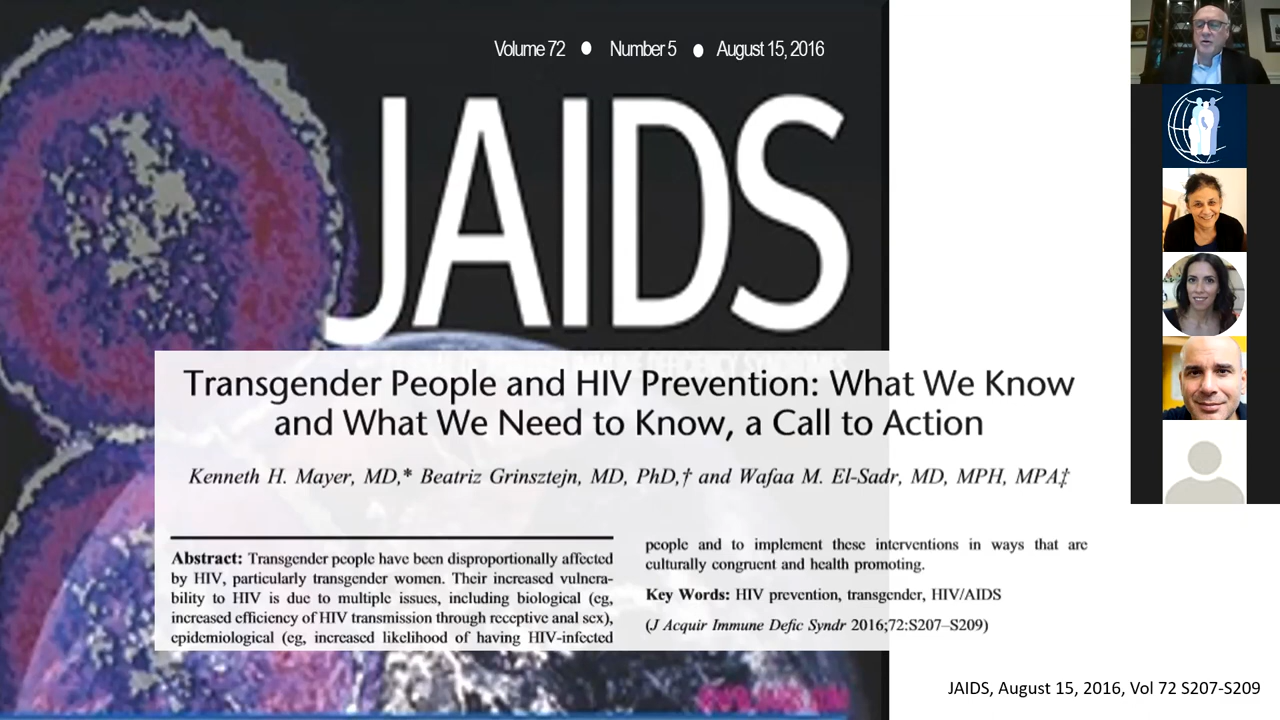 Volume 72 ● Number 5 ● August 15, 2016
JAIDS
Transgender People and HIV Prevention: What We Know
and What We Need to Know, a Call to Action
Kenneth H. Mayer, MD,* Beatriz Grinsztejn, MD, PhD,† and Wafaa M. El-Sadr, MD, MPH, MPA‡
Abstract: Transgender people have been disproportionally affected
by HIV, particularly transgender women. Their increased vulnera-
bility to HIV is due to multiple issues, including biological (eg,
increased efficiency of HIV transmission through receptive anal sex),
epidemiological (eg, increased likelihood of having HIV-infected
people and to implement these interventions in ways that are
culturally congruent and health promoting.
Key Words: HIV prevention, transgender, HIV/AIDS
(J Acquir Immune Defic Syndr 2016;72:S207–S209)
JAIDS, August 15, 2016, Vol 72 S207-S209